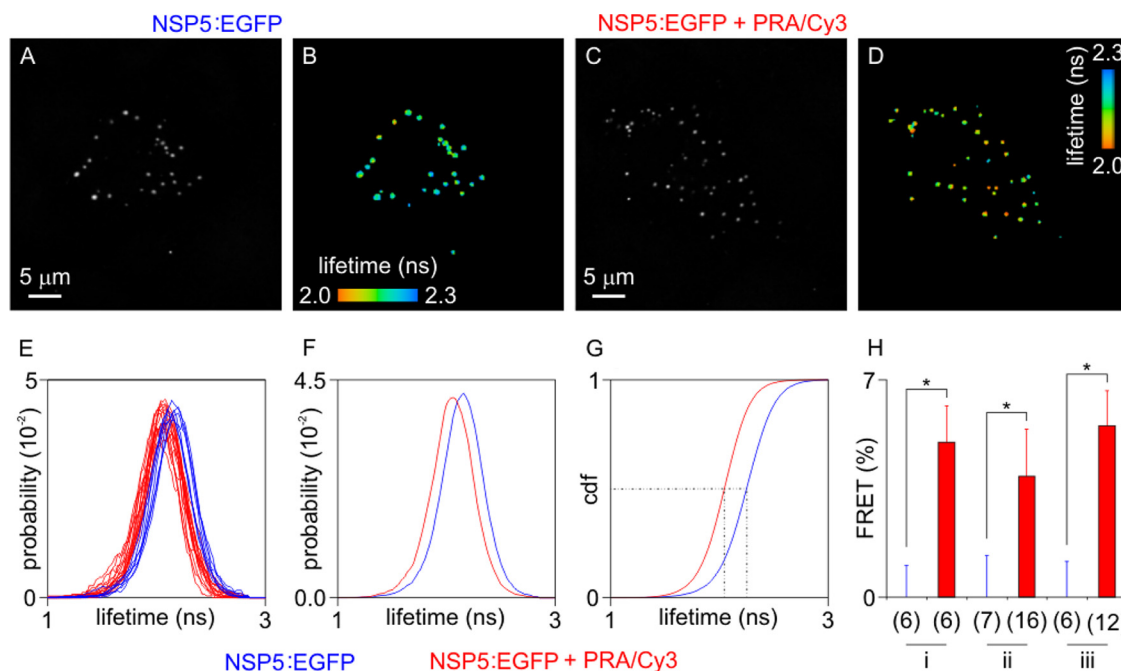 NSP5:EGFP
NSP5:EGFP + PRA/Cy3
A
B
C
D
2.3
lifetime (ns)
2.0
5 μm
lifetime (ns)
2.0
2.3
5 μm
E
F
G
H
5
probability (10⁻²)
0
1
lifetime (ns)
3
4.5
probability (10⁻²)
0.0
1
lifetime (ns)
3
1
cdf
0
1
lifetime (ns)
3
7
FRET (%)
0
*
*
*
(6) (6) (7) (16) (6) (12
i
ii
iii
NSP5:EGFP
NSP5:EGFP + PRA/Cy3